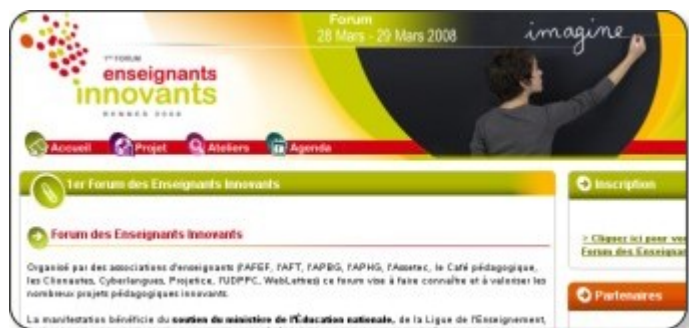 Forum
28 Mars - 29 Mars 2008
imagine
1er FORUM
enseignants
innovants
RENNES 2008
Accueil Projet Ateliers Agenda
1er Forum des Enseignants Innovants
Inscription
Forum des Enseignants Innovants
> Cliquez ici pour vo
Forum des Enseignan
Organisé par des associations d'enseignants (l'AFEF, l'AFT, l'APBG, l'APHG, l'Assetec, le Café pédagogique,
les Clionautes, Cyberlangues, Projetice, l'UDPPC, WebLettres) ce forum vise à faire connaître et à valoriser les
nombreux projets pédagogiques innovants.
Partenaires
La manifestation bénéficie du soutien du ministère de l'Éducation nationale, de la Ligue de l'Enseignement,